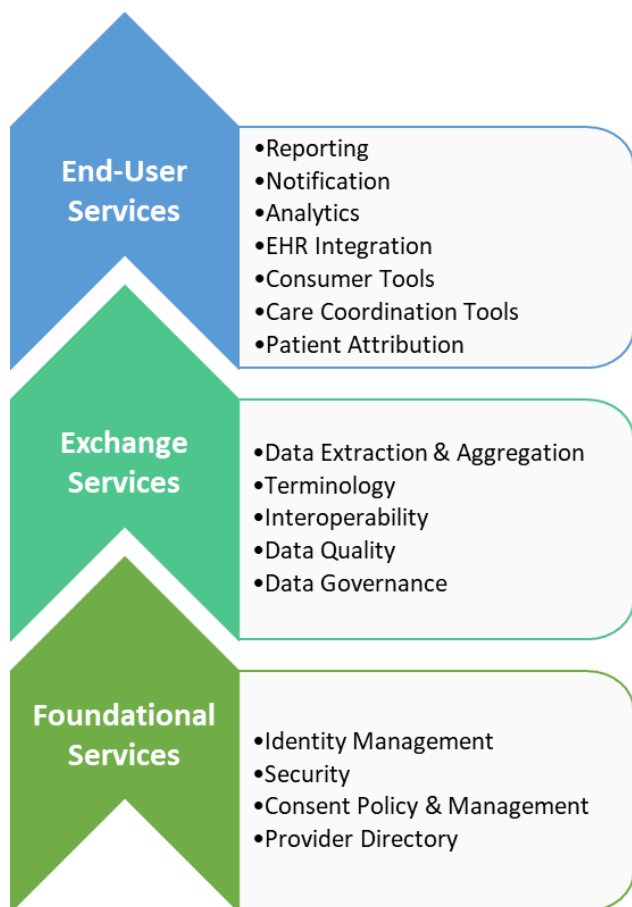 End-User
Services
•Reporting
•Notification
•Analytics
•EHR Integration
•Consumer Tools
•Care Coordination Tools
•Patient Attribution
Exchange
Services
•Data Extraction & Aggregation
•Terminology
•Interoperability
•Data Quality
•Data Governance
Foundational
Services
•Identity Management
•Security
•Consent Policy & Management
•Provider Directory